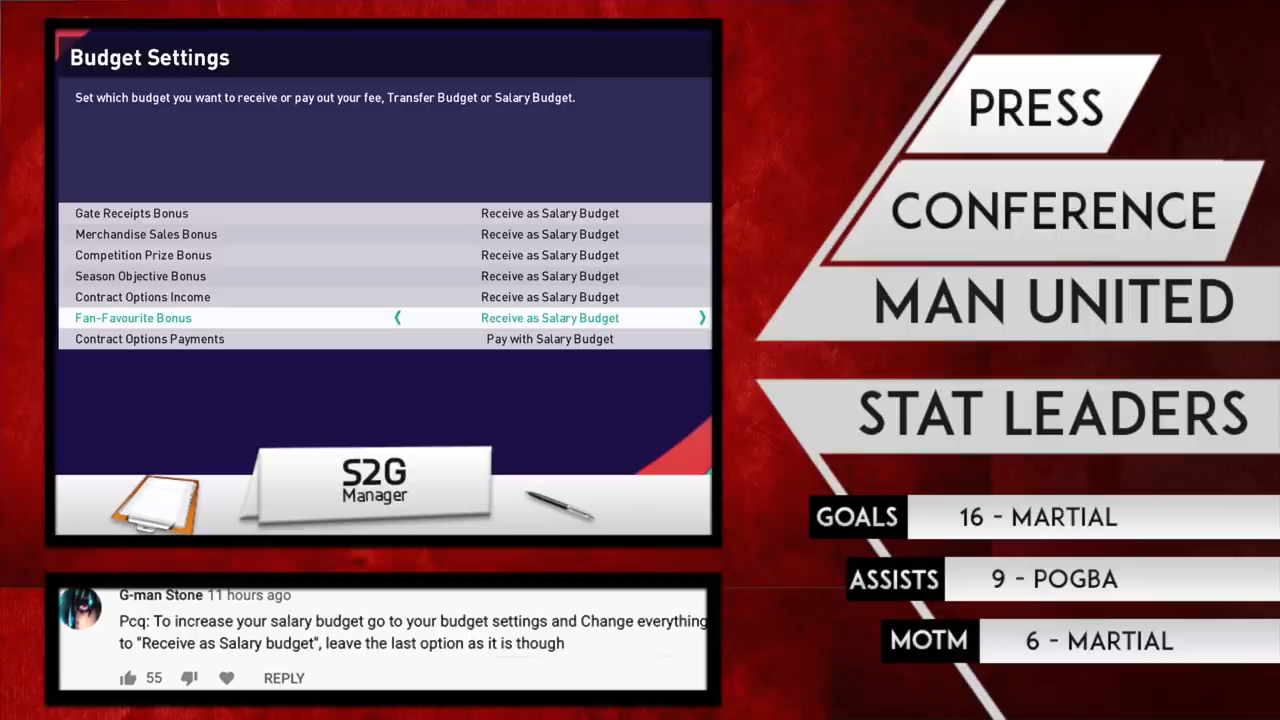 Budget Settings
Set which budget you want to receive or pay out your fee, Transfer Budget or Salary Budget.
Gate Receipts Bonus Receive as Salary Budget
Merchandise Sales Bonus Receive as Salary Budget
Competition Prize Bonus Receive as Salary Budget
Season Objective Bonus Receive as Salary Budget
Contract Options Income Receive as Salary Budget
Fan-Favourite Bonus Receive as Salary Budget
Contract Options Payments Pay with Salary Budget
S2G
Manager
G-man Stone 11 hours ago
Pcq: To increase your salary budget go to your budget settings and Change everything
to "Receive as Salary budget", leave the last option as it is though
55 REPLY
PRESS
CONFERENCE
MAN UNITED
STAT LEADERS
GOALS 16 - MARTIAL
ASSISTS 9 - POGBA
MOTM 6 - MARTIAL